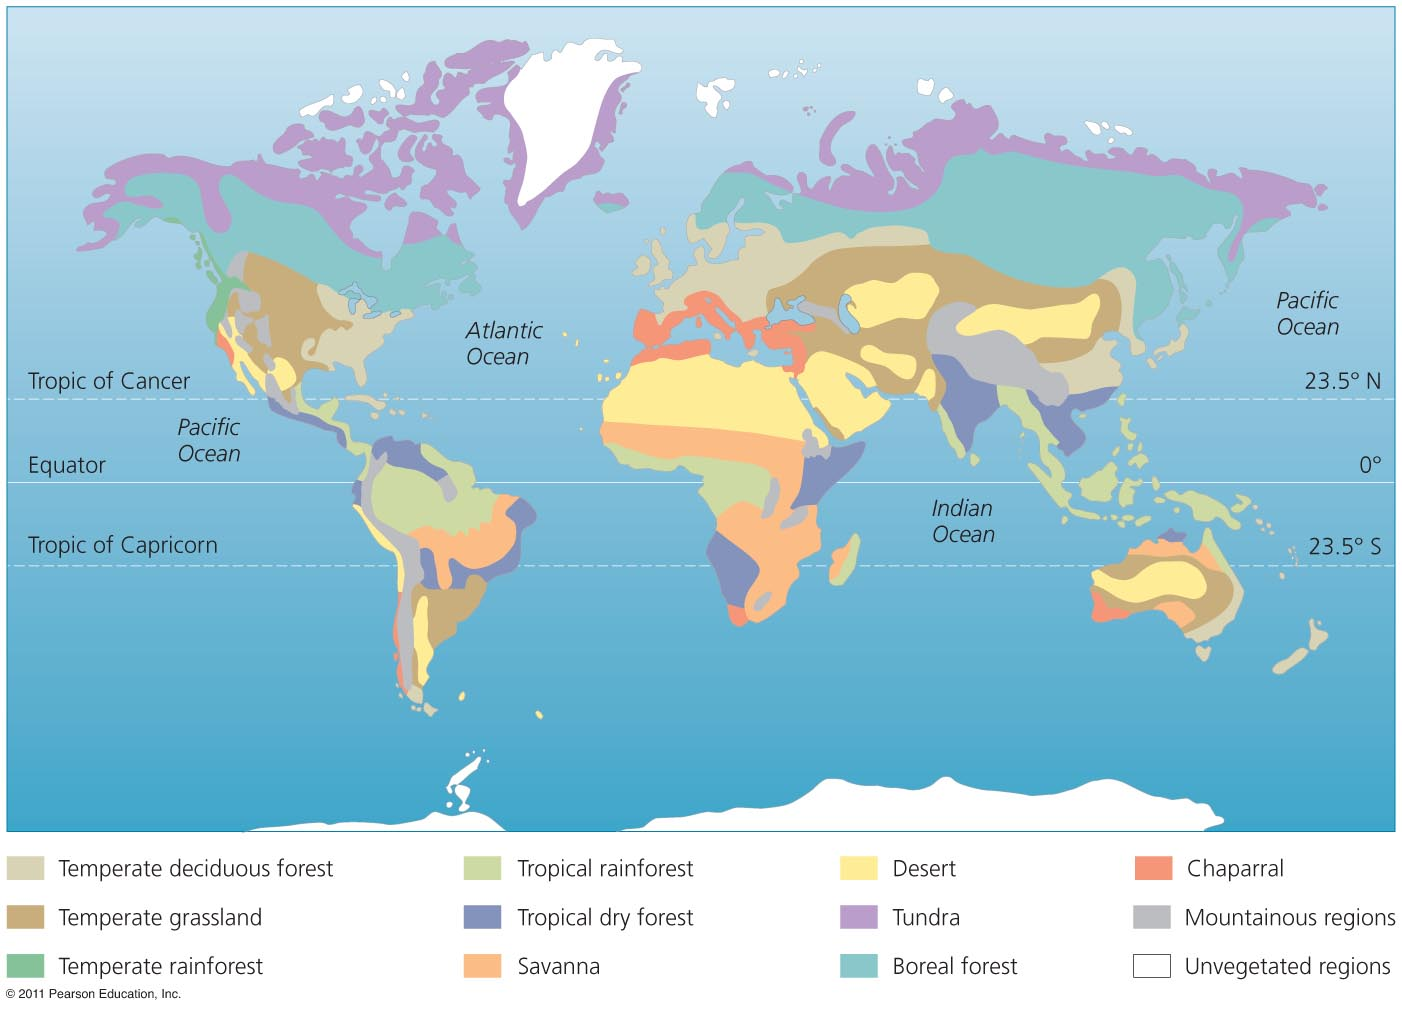 Atlantic
Ocean
Pacific
Ocean
Tropic of Cancer
23.5° N
Pacific
Ocean
Equator
0°
Indian
Ocean
Tropic of Capricorn
23.5° S
Temperate deciduous forest
Tropical rainforest
Desert
Chaparral
Temperate grassland
Tropical dry forest
Tundra
Mountainous regions
Temperate rainforest
Savanna
Boreal forest
Unvegetated regions
© 2011 Pearson Education, Inc.